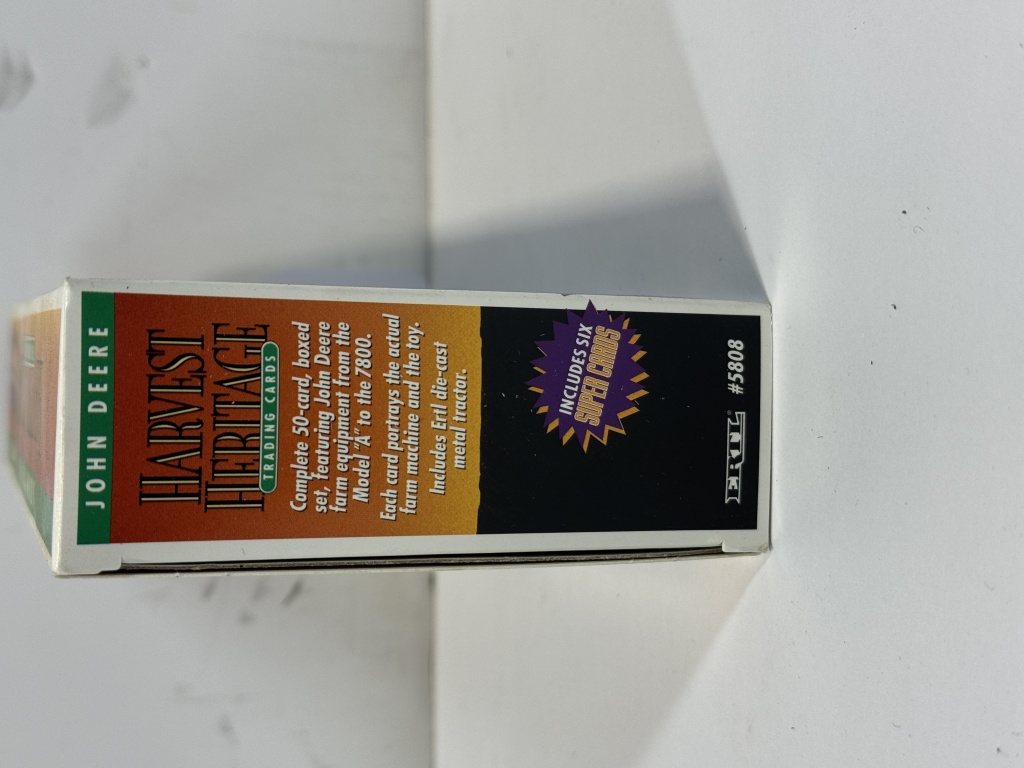 JOHN DEERE
HARVEST
HERITAGE
TRADING CARDS
Complete 50-card, boxed
set, featuring John Deere
farm equipment from the
Model "A" to the 7800.
Each card portrays the actual
farm machine and the toy.
Includes Ertl die-cast
metal tractor.
INCLUDES SIX
SUPER CARDS
ERTL® #5808